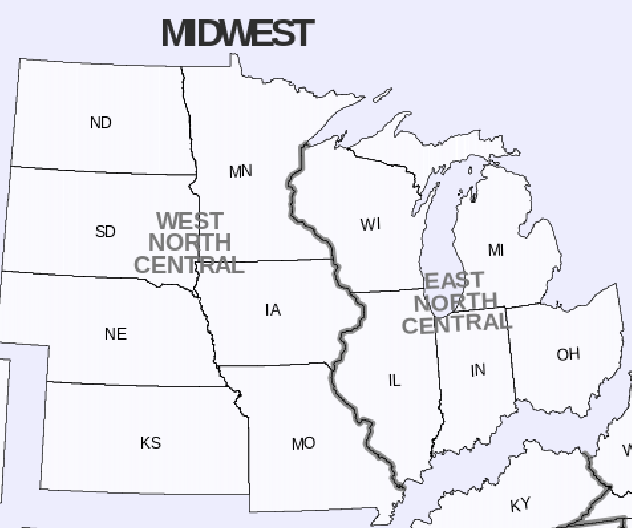 MIDWEST
ND
MN
SD
WEST
NORTH
CENTRAL
WI
MI
EAST
NORTH
CENTRAL
IA
NE
OH
IN
IL
KS
MO
KY
W